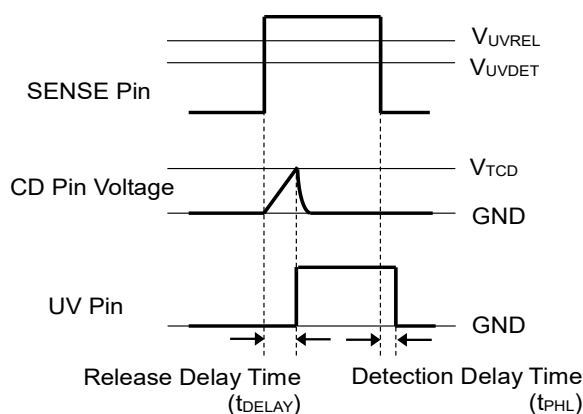 VUVREL
VUVDET
SENSE Pin
VTCD
CD Pin Voltage
GND
UV Pin
GND
Release Delay Time
(tDELAY)
Detection Delay Time
(tPHL)